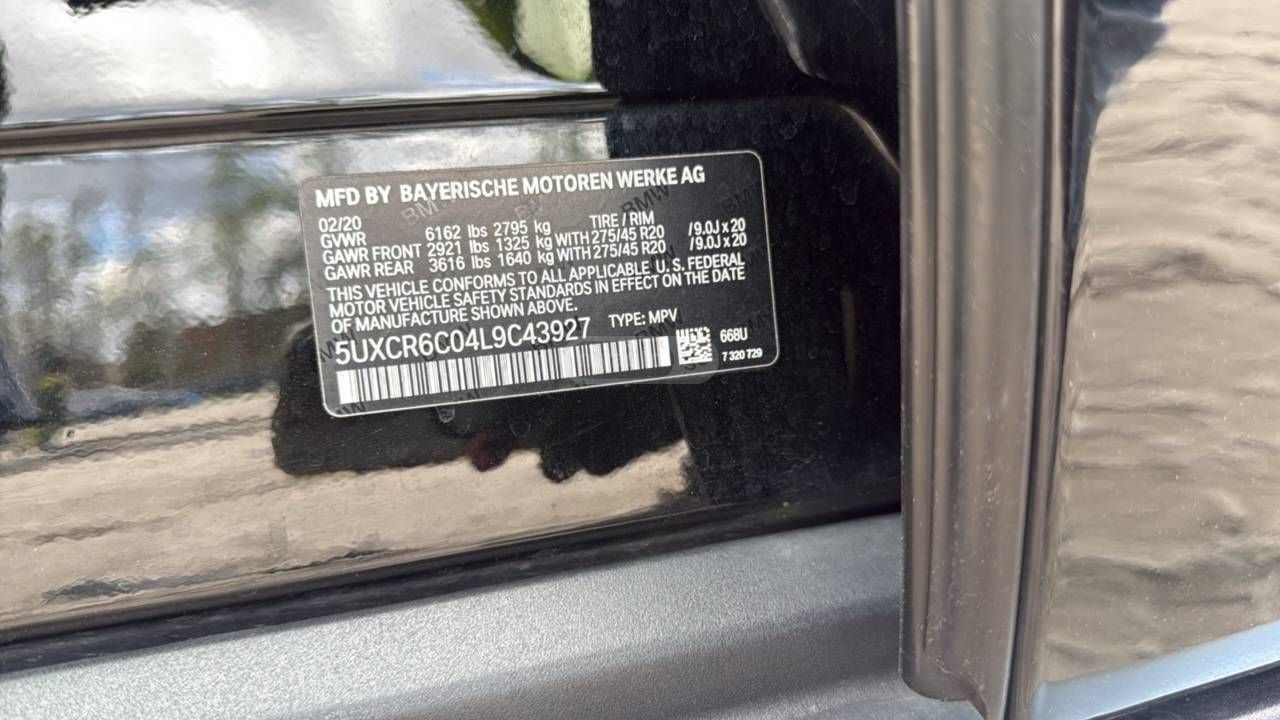 MFD BY BAYERISCHE MOTOREN WERKE AG
02/20
GVWR 6162 lbs 2795 kg TIRE / RIM
GAWR FRONT 2921 lbs 1325 kg WITH 275/45 R20 /9.0J x 20
GAWR REAR 3616 lbs 1640 kg WITH 275/45 R20 /9.0J x 20
THIS VEHICLE CONFORMS TO ALL APPLICABLE U. S. FEDERAL
MOTOR VEHICLE SAFETY STANDARDS IN EFFECT ON THE DATE
OF MANUFACTURE SHOWN ABOVE.
5UXCR6C04L9C43927 TYPE: MPV
668U
7 320 729